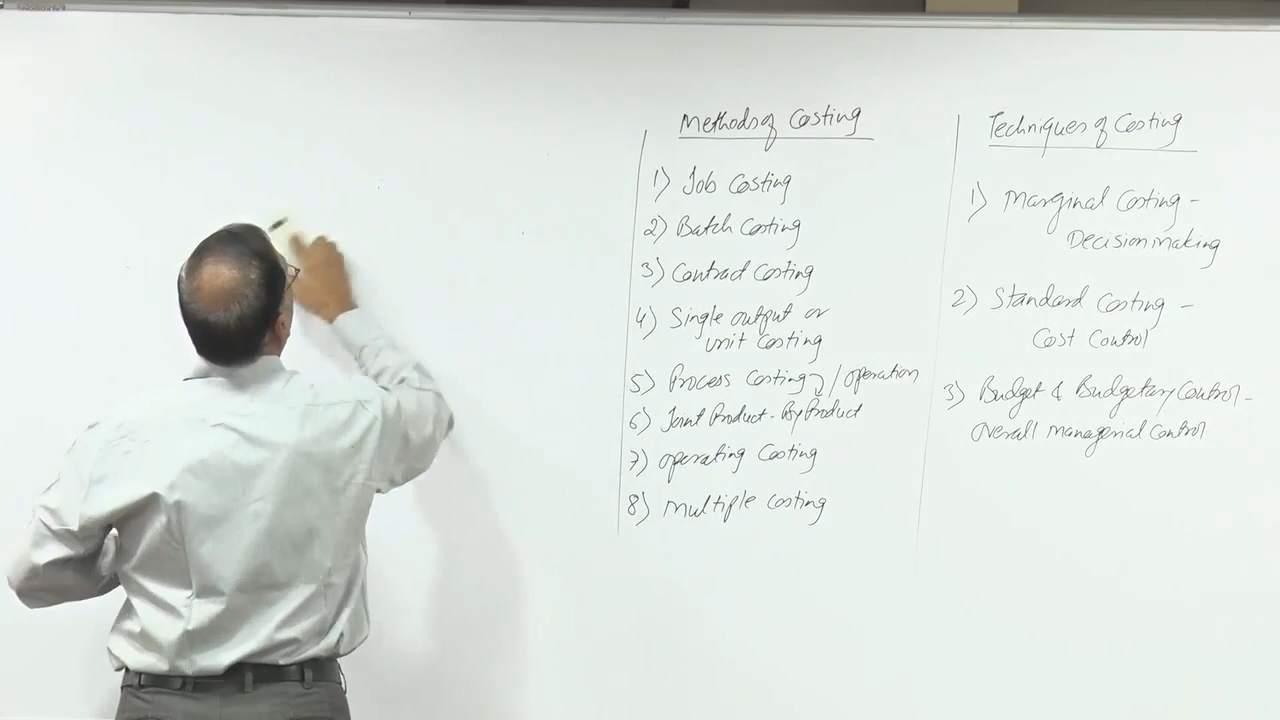 Methods of Costing
1) Job Costing
2) Batch Costing
3) Contract Costing
4) Single output or
unit Costing
5) Process Costing / operation
6) Joint Product - By Product
7) operating Costing
8) Multiple Costing
Techniques of Costing
1) Marginal Costing -
Decision making
2) Standard Costing -
Cost Control
3) Budget & Budgetary Control -
overall Managerial Control